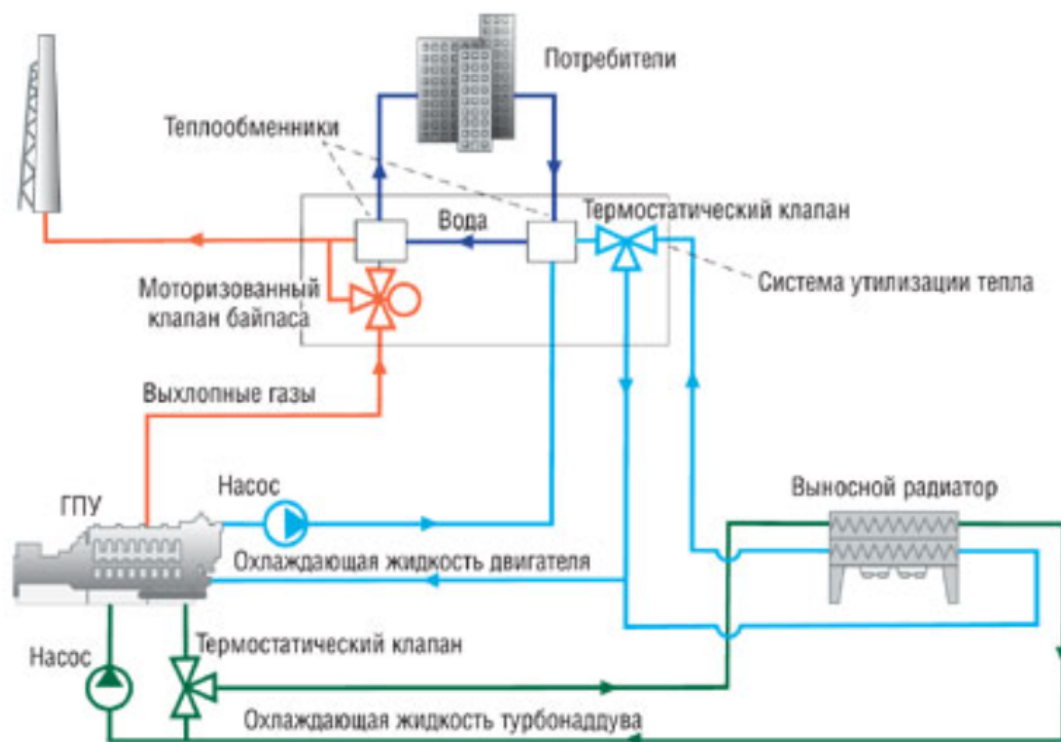 Потребители
Теплообменники
Термостатический клапан
Вода
Система утилизации тепла
Моторизованный
клапан байпаса
Выхлопные газы
Насос
Выносной радиатор
ГПУ
Охлаждающая жидкость двигателя
Термостатический клапан
Насос
Охлаждающая жидкость турбонаддува